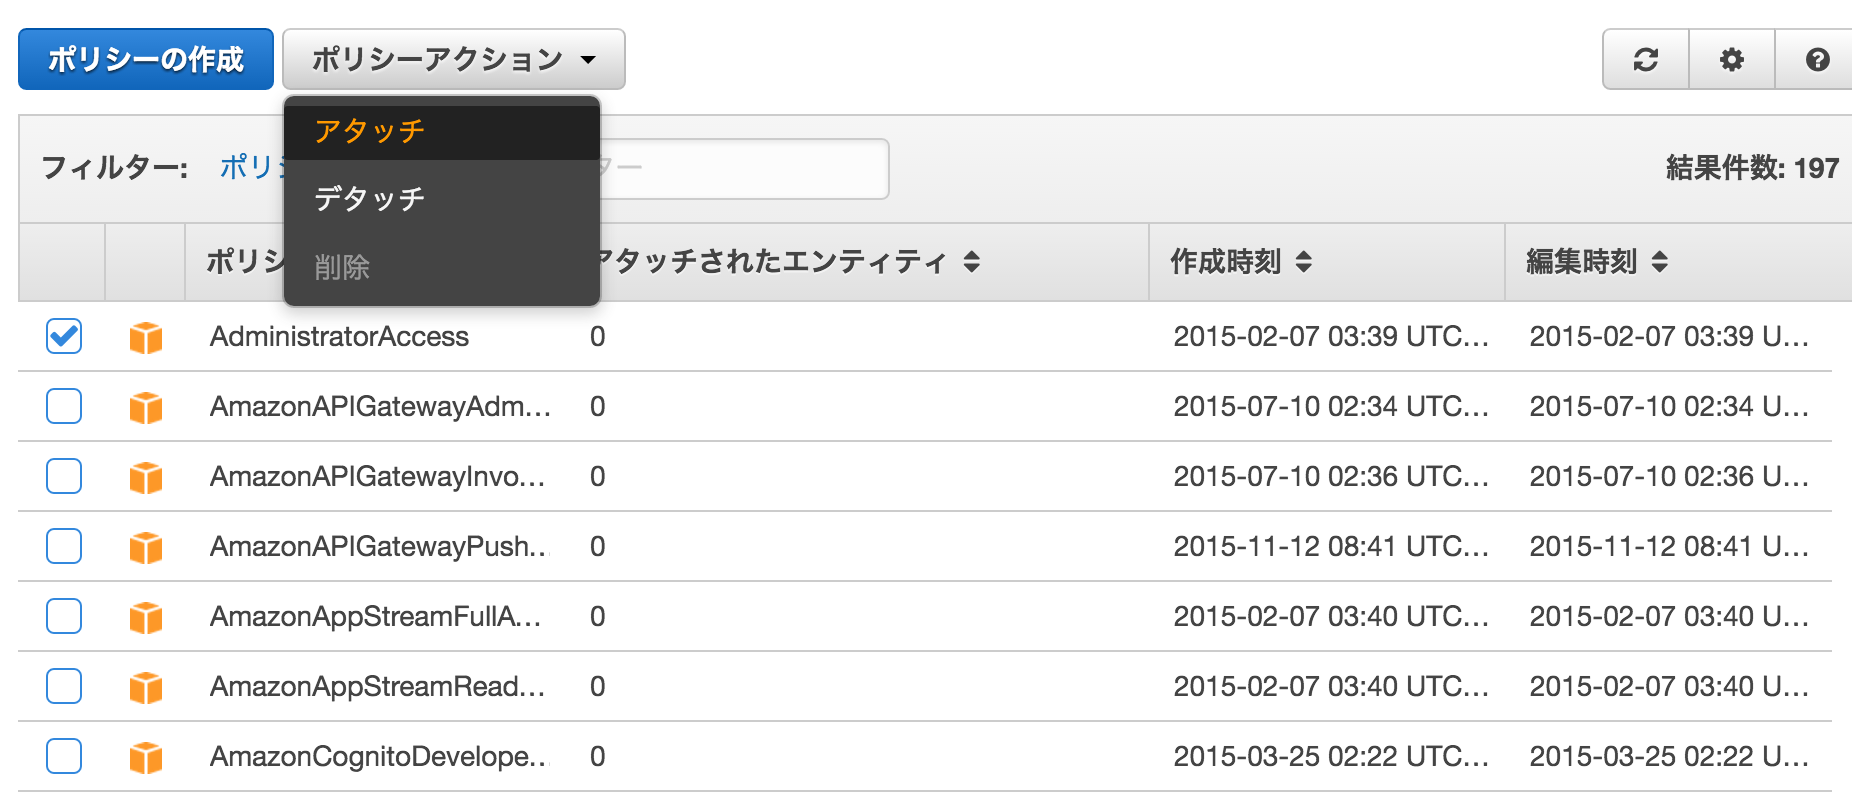 ポリシーの作成 ポリシーアクション
アタッチ
フィルター: ポリシ ター 結果件数: 197
デタッチ
ポリシ アタッチされたエンティティ 作成時刻 編集時刻
削除
AdministratorAccess 0 2015-02-07 03:39 UTC... 2015-02-07 03:39 U...
AmazonAPIGatewayAdm... 0 2015-07-10 02:34 UTC... 2015-07-10 02:34 U...
AmazonAPIGatewayInvo... 0 2015-07-10 02:36 UTC... 2015-07-10 02:36 U...
AmazonAPIGatewayPush... 0 2015-11-12 08:41 UTC... 2015-11-12 08:41 U...
AmazonAppStreamFullA... 0 2015-02-07 03:40 UTC... 2015-02-07 03:40 U...
AmazonAppStreamRead... 0 2015-02-07 03:40 UTC... 2015-02-07 03:40 U...
AmazonCognitoDevelope... 0 2015-03-25 02:22 UTC... 2015-03-25 02:22 U...